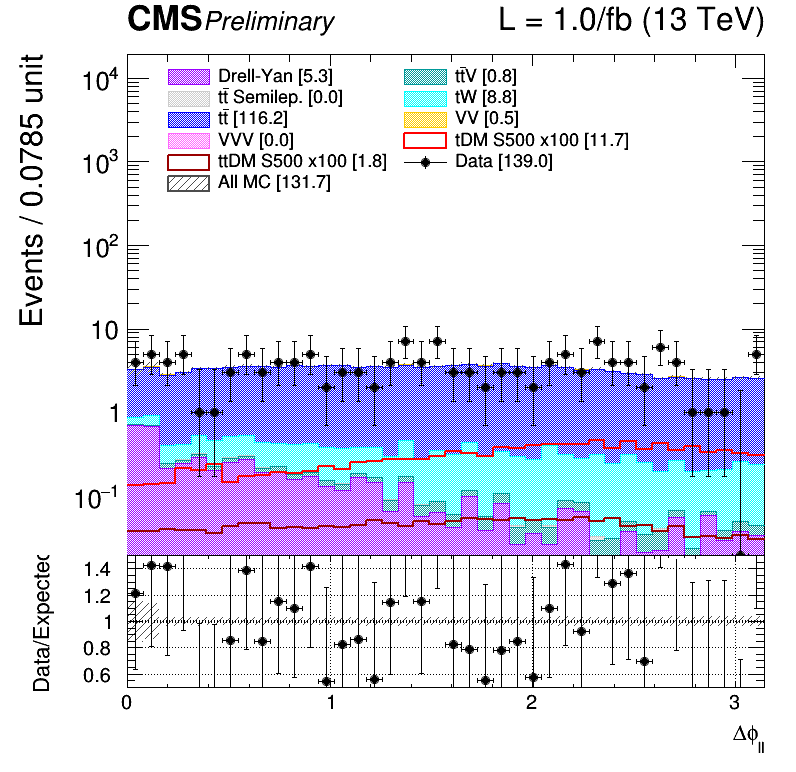 CMS Preliminary L = 1.0/fb (13 TeV)
Events / 0.0785 unit
10⁴
10³
10²
10
1
10⁻¹
Drell-Yan [5.3]
tt̄V [0.8]
tt̄ Semilep. [0.0]
tW [8.8]
tt̄ [116.2]
VV [0.5]
VVV [0.0]
tDM S500 x100 [11.7]
ttDM S500 x100 [1.8]
Data [139.0]
All MC [131.7]
Data/Expected
1.4
1.2
1
0.8
0.6
0 1 2 3
Δϕ_ll